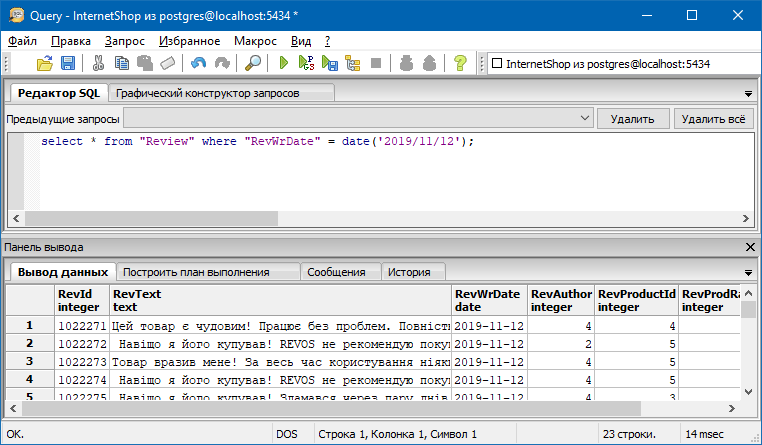 Query - InternetShop из postgres@localhost:5434 *
Файл Правка Запрос Избранное Макрос Вид ?
InternetShop из postgres@localhost:5434
Редактор SQL Графический конструктор запросов
Предыдущие запросы Удалить Удалить всё
select * from "Review" where "RevWrDate" = date('2019/11/12');
Панель вывода
Вывод данных Построить план выполнения Сообщения История
RevId RevText RevWrDate RevAuthor RevProductId RevProdRa
integer text date integer integer integer
1 1022271 Цей товар є чудовим! Працює без проблем. Повніст 2019-11-12 4 4
2 1022272 Навіщо я його купував! REVOS не рекомендую поку 2019-11-12 2 5
3 1022273 Товар вразив мене! За весь час користування ніяк 2019-11-12 4 5
4 1022274 Навіщо я його купував! REVOS не рекомендую поку 2019-11-12 4 5
5 1022275 Навіщо я його купував! Зламався через пару днів 2019-11-12 4 3
OK. DOS Строка 1, Колонка 1, Символ 1 23 строки. 14 msec